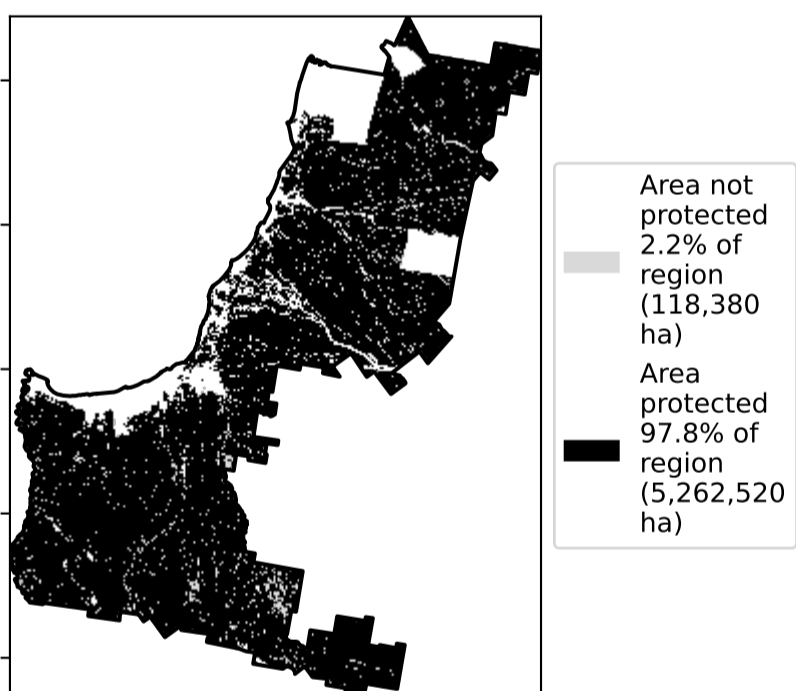 Area not
protected
2.2% of
region
(118,380
ha)
Area
protected
97.8% of
region
(5,262,520
ha)